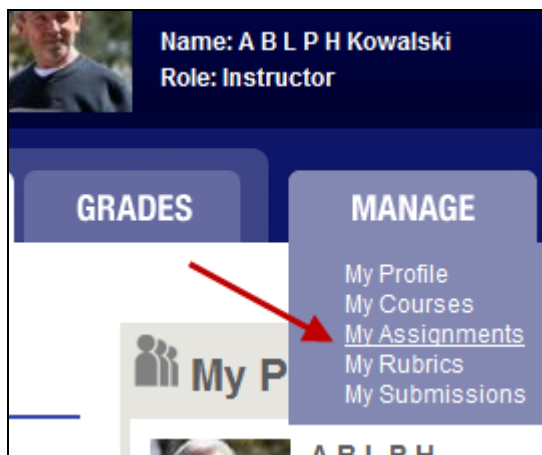 Name: A B L P H Kowalski
Role: Instructor
GRADES
MANAGE
My Profile
My Courses
My Assignments
My Rubrics
My Submissions
My P
A B L P H